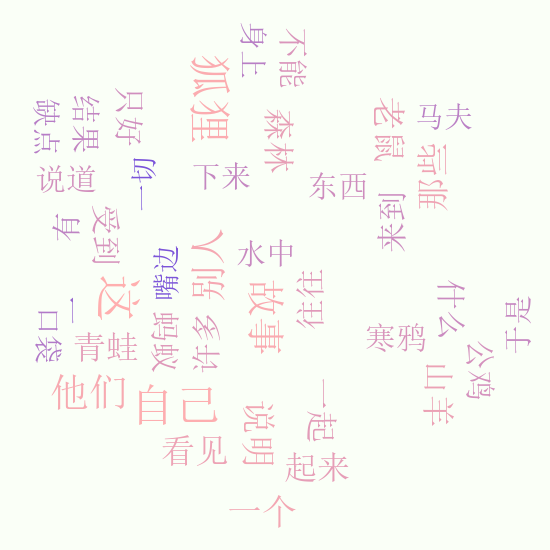 不能
身上
狐狸
只好
结果
缺点
森林
老鼠
马夫
一切
下来
那时
说道
东西
来到
有
受到
别人
水中
嘴边
这
故事
往往
什么
于是
一口袋
青蛙
蚂蚁
许多
寒鸦
公鸡
山羊
他们
自己
说明
一起
看见
起来
一个